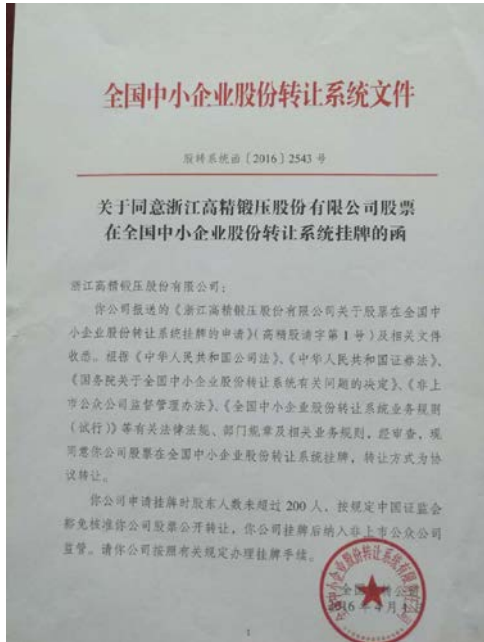 全国中小企业股份转让系统文件
股转系统函〔2016〕2543 号
关于同意浙江高精锻压股份有限公司股票
在全国中小企业股份转让系统挂牌的函
浙江高精锻压股份有限公司：
你公司报送的《浙江高精锻压股份有限公司关于股票在全国中
小企业股份转让系统挂牌的申请》（高精股请字第 1 号）及相关文件
收悉。根据《中华人民共和国公司法》、《中华人民共和国证券法》、
《国务院关于全国中小企业股份转让系统有关问题的决定》、《非上
市公众公司监督管理办法》、《全国中小企业股份转让系统业务规则
（试行）》等有关法律法规、部门规章及相关业务规则，经审查，现
同意你公司股票在全国中小企业股份转让系统挂牌，转让方式为协
议转让。
你公司申请挂牌时股东人数未超过 200 人，按规定中国证监会
豁免核准你公司股票公开转让，你公司挂牌后纳入非上市公众公司
监管。请你公司按照有关规定办理挂牌手续。
全国
2016 年
1